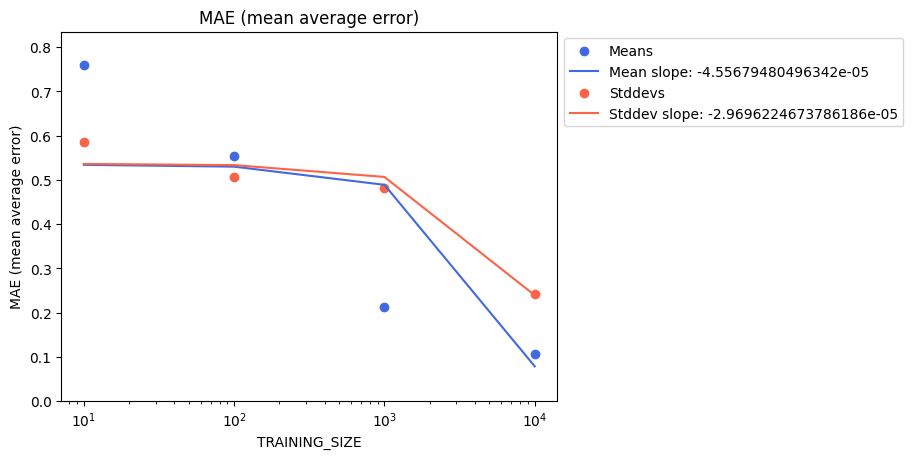 MAE (mean average error)
0.8
0.7
0.6
0.5
0.4
0.3
0.2
0.1
0.0
MAE (mean average error)
10¹
10²
10³
10⁴
TRAINING_SIZE
Means
Mean slope: -4.55679480496342e-05
Stddevs
Stddev slope: -2.9696224673786186e-05